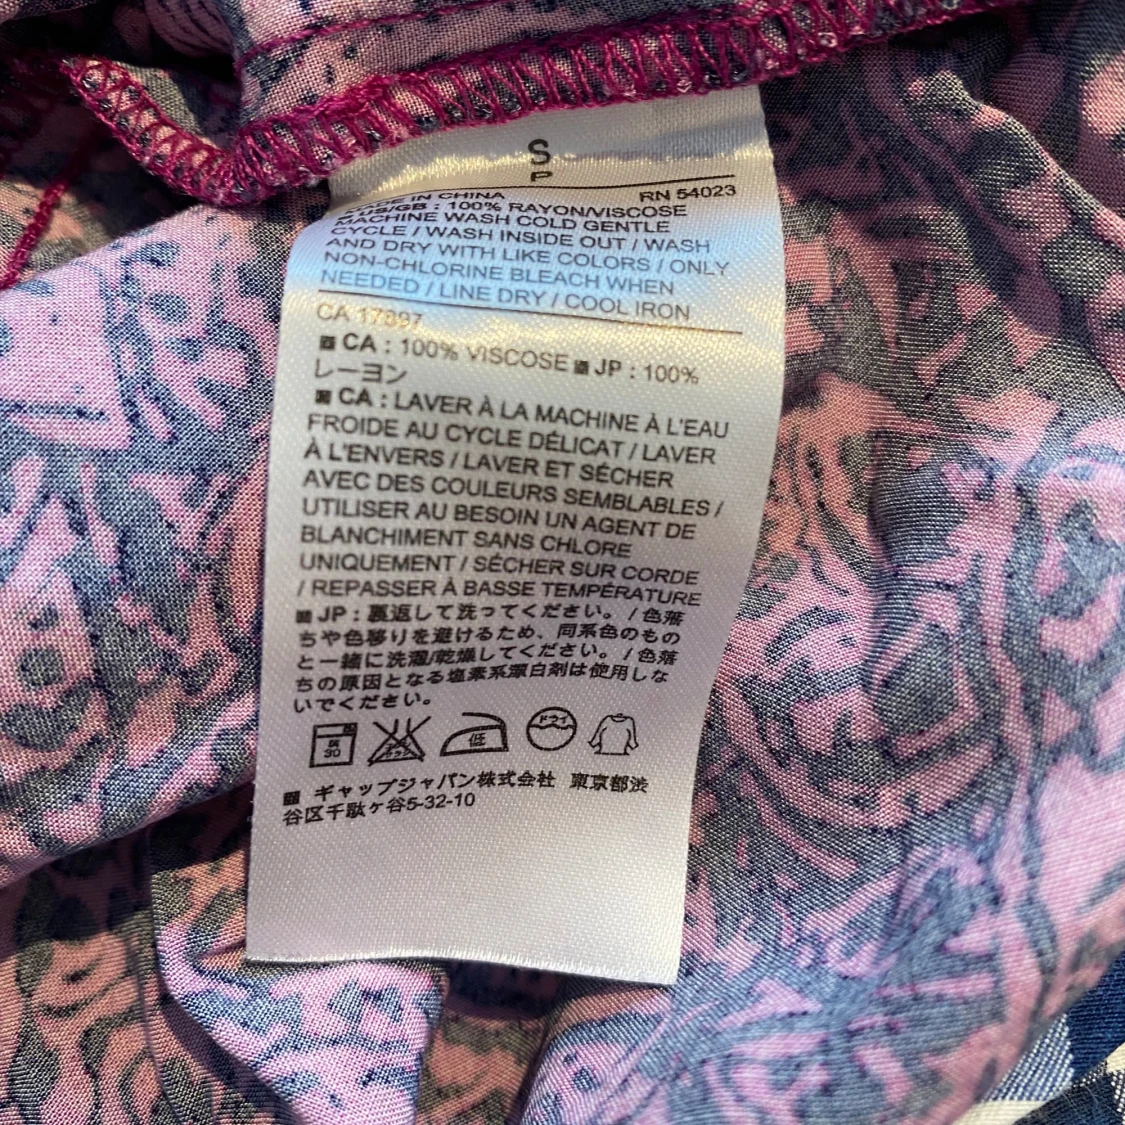 S
P
MADE IN CHINA RN 54023
AUS/GB : 100% RAYON/VISCOSE
MACHINE WASH COLD GENTLE
CYCLE / WASH INSIDE OUT / WASH
AND DRY WITH LIKE COLORS / ONLY
NON-CHLORINE BLEACH WHEN
NEEDED / LINE DRY / COOL IRON
CA 17897
CA : 100% VISCOSE JP : 100%
レーヨン
CA : LAVER À LA MACHINE À L'EAU
FROIDE AU CYCLE DÉLICAT / LAVER
À L'ENVERS / LAVER ET SÉCHER
AVEC DES COULEURS SEMBLABLES /
UTILISER AU BESOIN UN AGENT DE
BLANCHIMENT SANS CHLORE
UNIQUEMENT / SÉCHER SUR CORDE
/ REPASSER À BASSE TEMPÉRATURE
JP : 裏返して洗ってください。 / 色落
ちや色移りを避けるため、同系色のもの
と一緒に洗濯/乾燥してください。 / 色落
ちの原因となる塩素系漂白剤は使用しな
いでください。
30 低 ドライ
ギャップジャパン株式会社 東京都渋
谷区千駄ヶ谷5-32-10